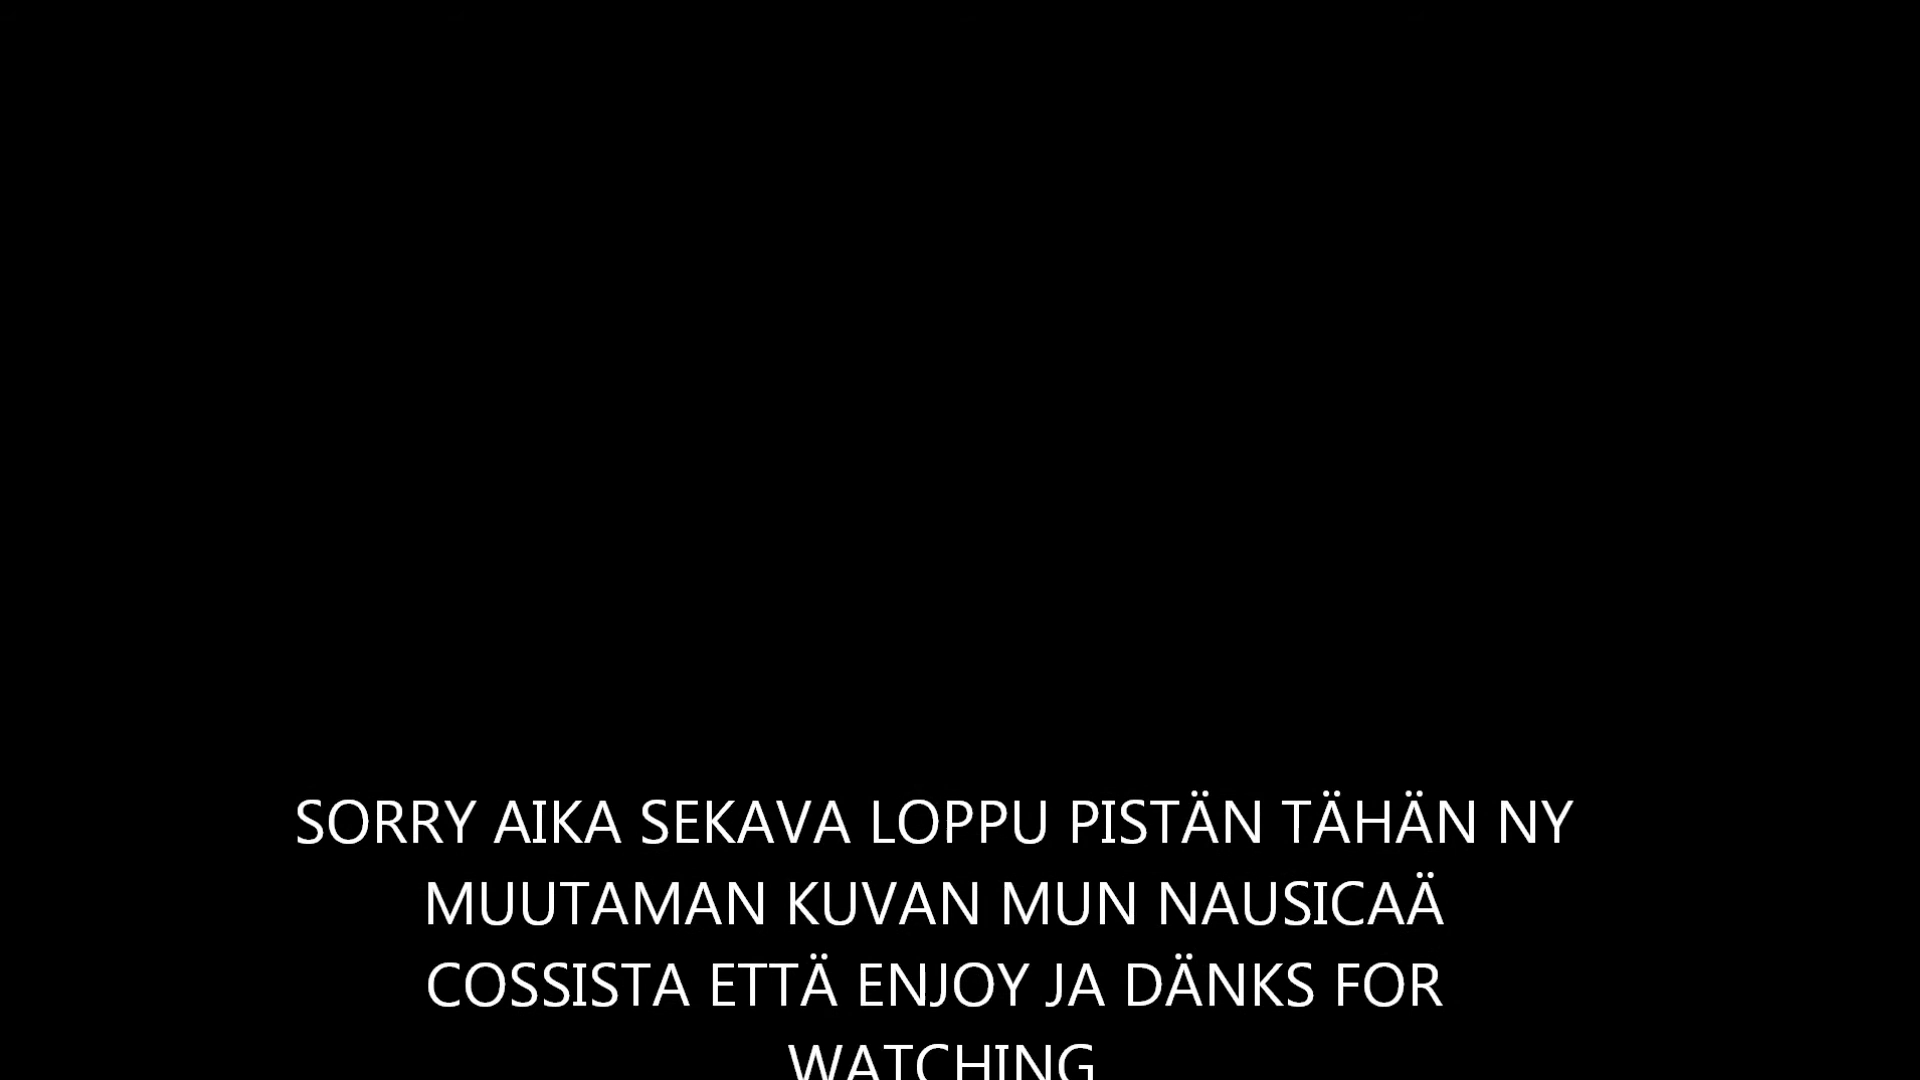 SORRY AIKA SEKAVA LOPPU PISTÄN TÄHÄN NY
MUUTAMAN KUVAN MUN NAUSICAÄ
COSSISTA ETTÄ ENJOY JA DÄNKS FOR
WATCHING